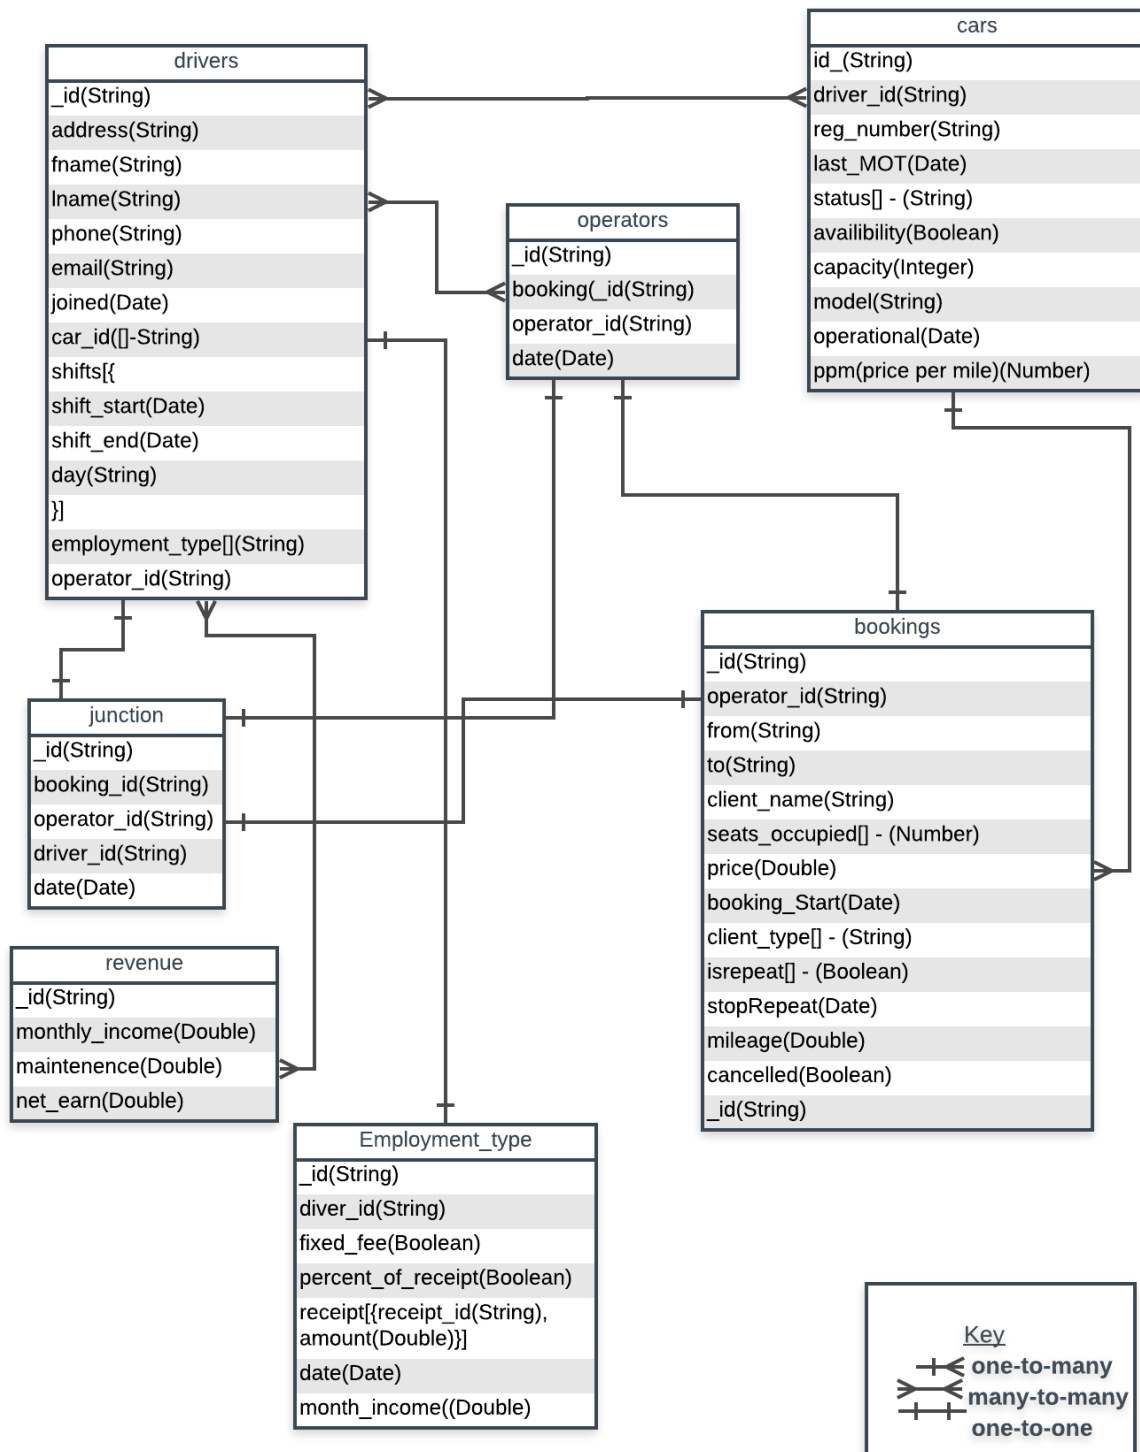 drivers
_id(String)
address(String)
fname(String)
lname(String)
phone(String)
email(String)
joined(Date)
car_id([]-String)
shifts[{
shift_start(Date)
shift_end(Date)
day(String)
}]
employment_type[](String)
operator_id(String)
operators
_id(String)
booking(_id(String)
operator_id(String)
date(Date)
cars
id_(String)
driver_id(String)
reg_number(String)
last_MOT(Date)
status[] - (String)
availibility(Boolean)
capacity(Integer)
model(String)
operational(Date)
ppm(price per mile)(Number)
junction
_id(String)
booking_id(String)
operator_id(String)
driver_id(String)
date(Date)
bookings
_id(String)
operator_id(String)
from(String)
to(String)
client_name(String)
seats_occupied[] - (Number)
price(Double)
booking_Start(Date)
client_type[] - (String)
isrepeat[] - (Boolean)
stopRepeat(Date)
mileage(Double)
cancelled(Boolean)
_id(String)
revenue
_id(String)
monthly_income(Double)
maintenence(Double)
net_earn(Double)
Employment_type
_id(String)
diver_id(String)
fixed_fee(Boolean)
percent_of_receipt(Boolean)
receipt[{receipt_id(String),
amount(Double)}]
date(Date)
month_income((Double)
Key
one-to-many
many-to-many
one-to-one